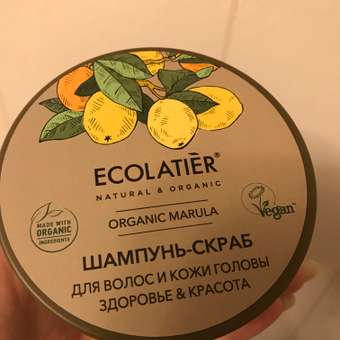 ECOLATIÉR®
NATURAL & ORGANIC
ORGANIC MARULA
MADE WITH
ORGANIC
INGREDIENTS
Vegan
ШАМПУНЬ-СКРАБ
ДЛЯ ВОЛОС И КОЖИ ГОЛОВЫ
ЗДОРОВЬЕ & КРАСОТА